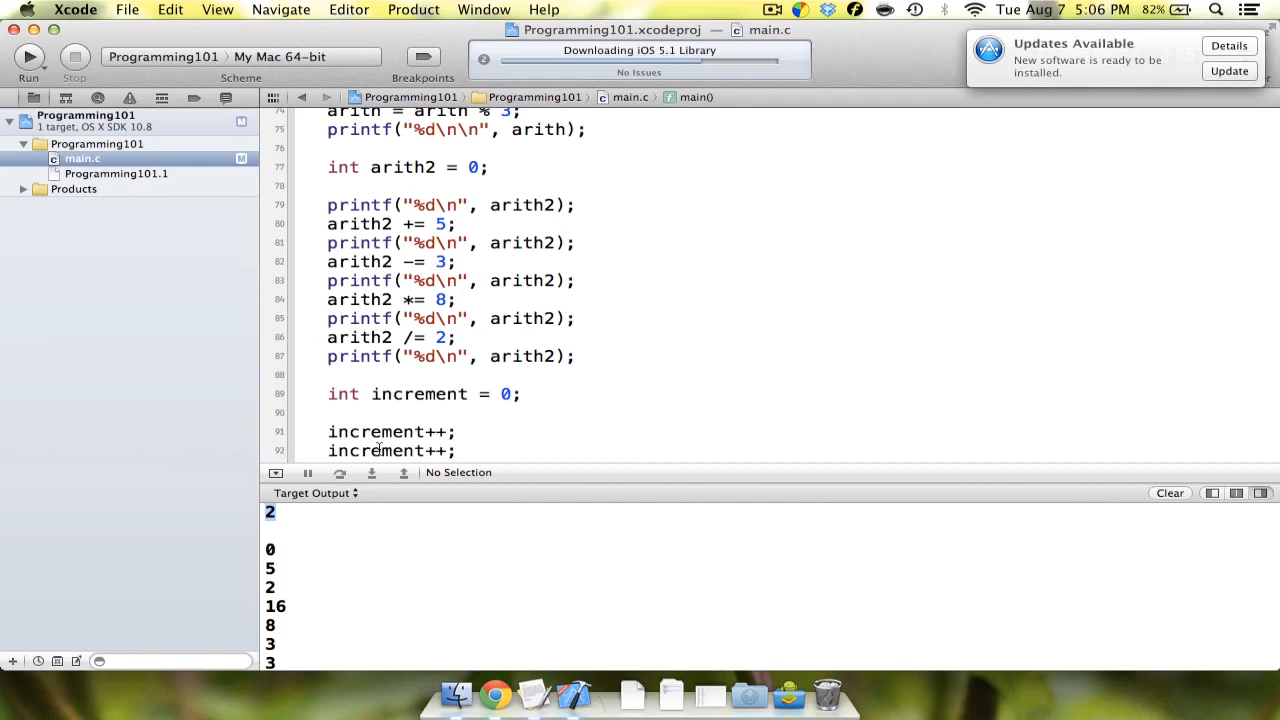 Xcode File Edit View Navigate Editor Product Window Help Tue Aug 7 5:06 PM 82%
Programming101.xcodeproj — main.c
Programming101 My Mac 64-bit
Run Stop Scheme Breakpoints
Downloading iOS 5.1 Library
2
No Issues
Updates Available
New software is ready to be
installed.
Details
Update
Programming101 Programming101 main.c main()
Programming101 M
1 target, OS X SDK 10.8
Programming101
main.c M
Programming101.1
Products
74 arith = arith % 3;
75 printf("%d\n\n", arith);
76
77 int arith2 = 0;
78
79 printf("%d\n", arith2);
80 arith2 += 5;
81 printf("%d\n", arith2);
82 arith2 -= 3;
83 printf("%d\n", arith2);
84 arith2 *= 8;
85 printf("%d\n", arith2);
86 arith2 /= 2;
87 printf("%d\n", arith2);
88
89 int increment = 0;
90
91 increment++;
92 increment++;
No Selection
Target Output Clear
2
0
5
2
16
8
3
3